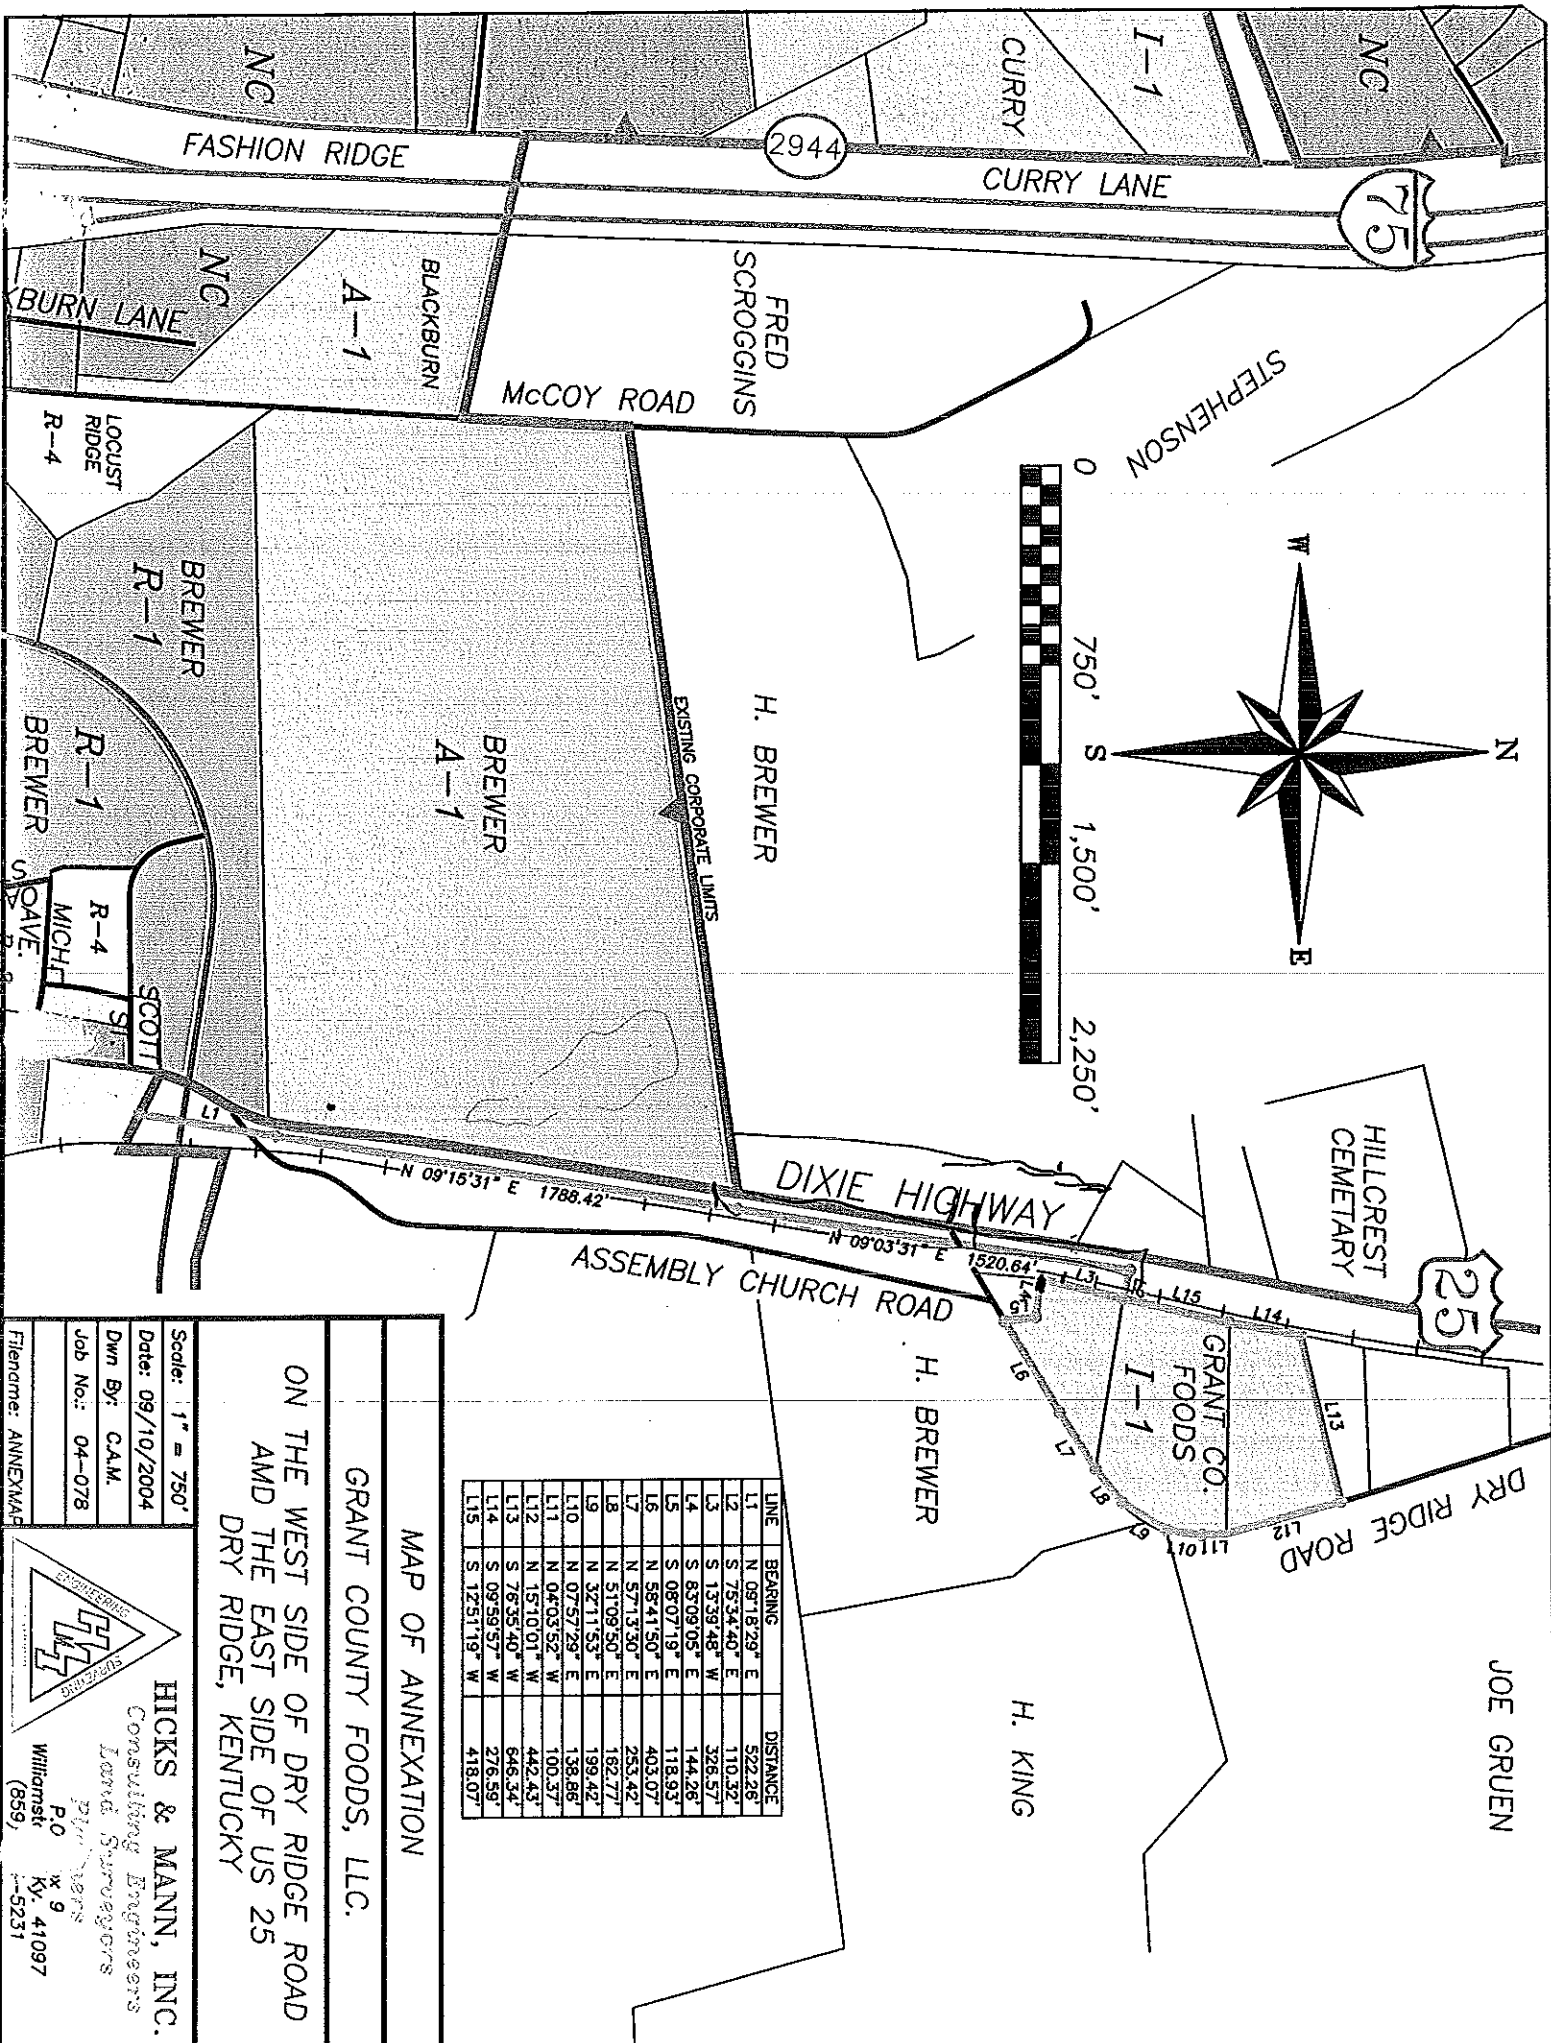 NC
I-1
CURRY
NC
FASHION RIDGE
2944
CURRY LANE
75
NC
BURN LANE
A-1
BLACKBURN
McCOY ROAD
FRED
SCROGGINS
STEPHENSON
LOCUST
RIDGE
R-4
BREWER
R-1
R-1
BREWER
BREWER
A-1
EXISTING CORPORATE LIMITS
H. BREWER
0
750'
1,500'
2,250'
N
W
E
S
R-4
MICH
AVE.
SCOTT
ST.
HILLCREST
CEMETARY
25
DIXIE HIGHWAY
ASSEMBLY CHURCH ROAD
L1
N 09°15'31" E 1788.42'
N 09°03'31" E
1520.64'
L3
L4
L5
L6
L7
L8
L9
L10
L11
L12
L13
L14
L15
GRANT CO.
FOODS
I-1
DRY RIDGE ROAD
H. BREWER
H. KING
JOE GRUEN
LINE BEARING DISTANCE
L1 N 09°18'29" E 522.26'
L2 S 75°34'40" E 110.32'
L3 S 13°39'48" W 326.57'
L4 S 83°09'05" E 144.26'
L5 S 08°07'19" E 118.93'
L6 N 58°41'50" E 403.07'
L7 N 57°13'30" E 253.42'
L8 N 51°09'50" E 162.77'
L9 N 32°11'53" E 199.42'
L10 N 07°57'29" E 138.86'
L11 N 04°03'52" W 100.37'
L12 N 15°10'01" W 442.43'
L13 S 76°35'40" W 646.34'
L14 S 09°59'57" W 276.59'
L15 S 12°51'19" W 418.07'
MAP OF ANNEXATION
GRANT COUNTY FOODS, LLC.
ON THE WEST SIDE OF DRY RIDGE ROAD
AMD THE EAST SIDE OF US 25
DRY RIDGE, KENTUCKY
Scale: 1" = 750'
Date: 09/10/2004
Dwn By: C.A.M.
Job No.: 04-078
Filename: ANNEXMAP
ENGINEERING
SURVEYING
HICKS & MANN, INC.
Consulting Engineers
Land Surveyors
P.O
9
Ky. 41097
(859)
-5231